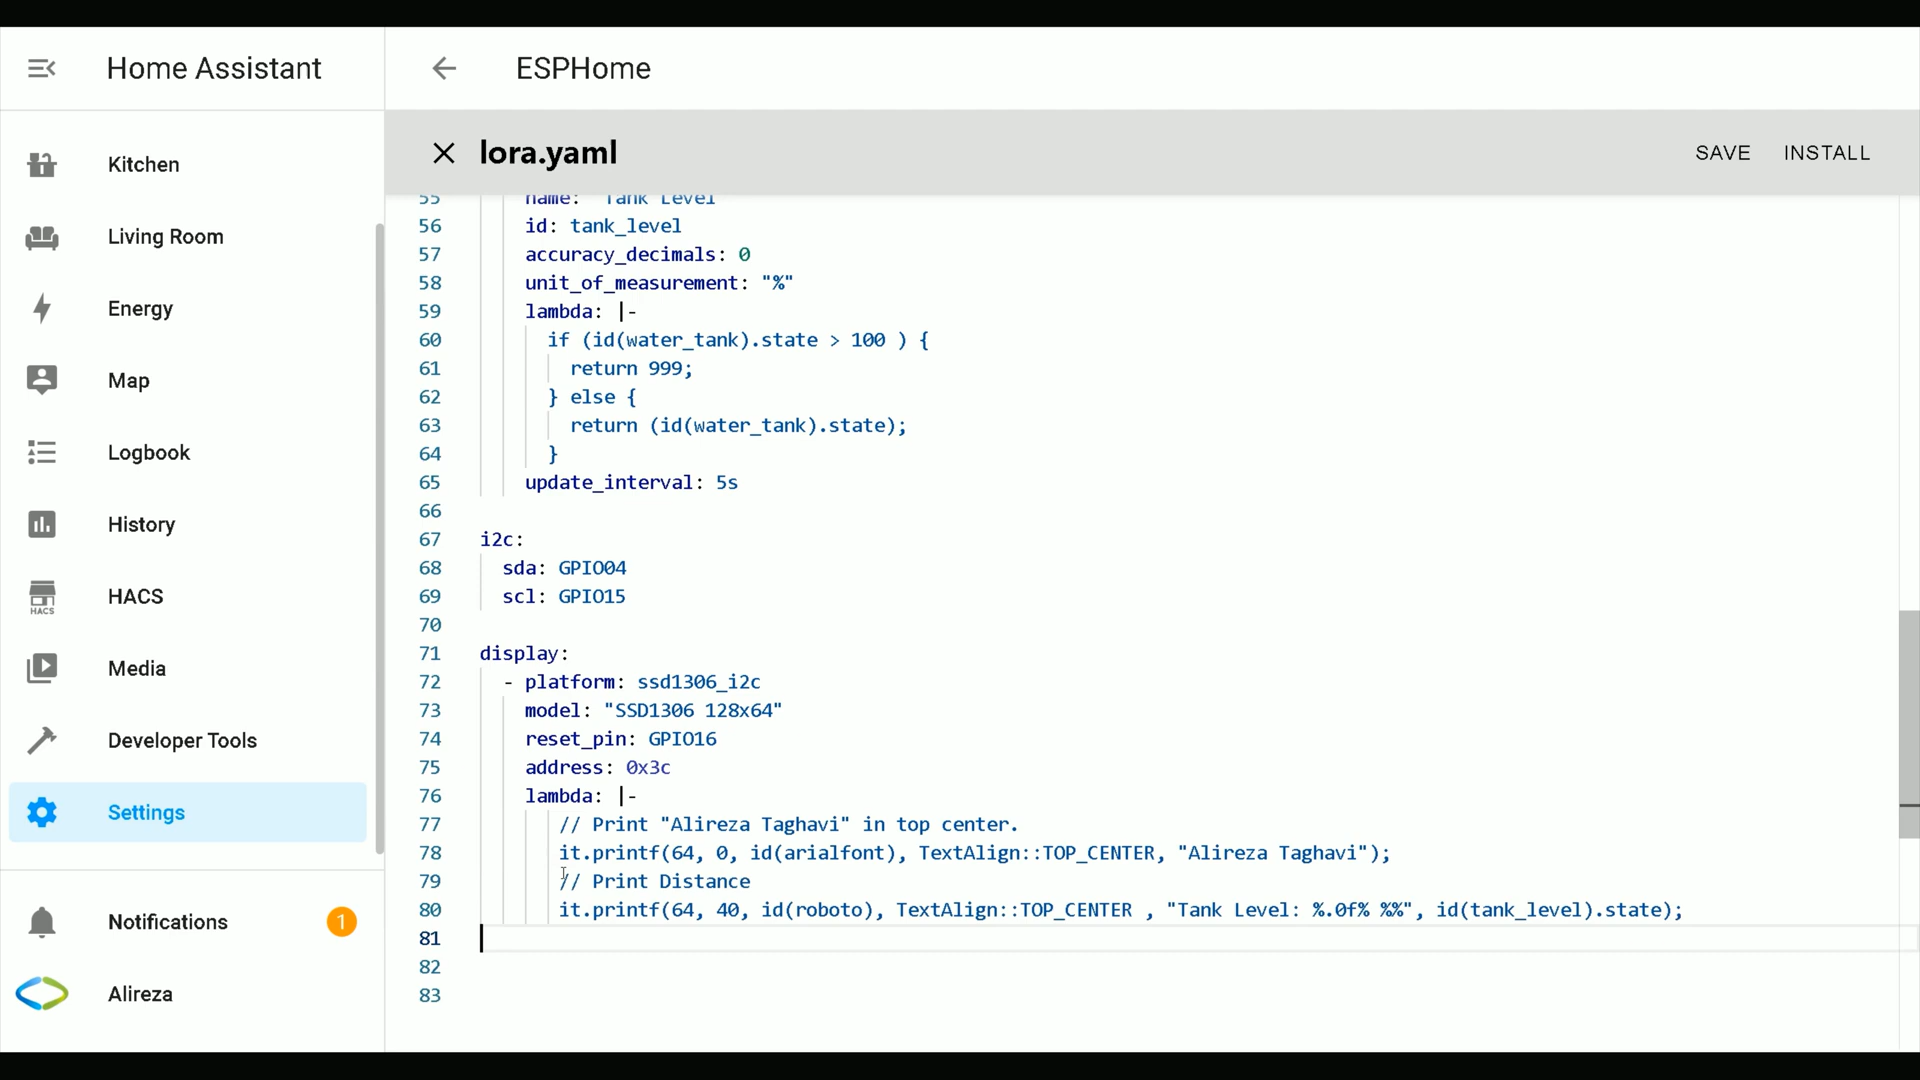 Home Assistant
ESPHome
lora.yaml
SAVE
INSTALL
Kitchen
Living Room
Energy
Map
Logbook
History
HACS
HACS
Media
Developer Tools
Settings
Notifications
1
Alireza
55 name: "Tank Level"
56 id: tank_level
57 accuracy_decimals: 0
58 unit_of_measurement: "%"
59 lambda: |-
60 if (id(water_tank).state > 100 ) {
61 return 999;
62 } else {
63 return (id(water_tank).state);
64 }
65 update_interval: 5s
66
67 i2c:
68 sda: GPIO04
69 scl: GPIO15
70
71 display:
72 - platform: ssd1306_i2c
73 model: "SSD1306 128x64"
74 reset_pin: GPIO16
75 address: 0x3c
76 lambda: |-
77 // Print "Alireza Taghavi" in top center.
78 it.printf(64, 0, id(arialfont), TextAlign::TOP_CENTER, "Alireza Taghavi");
79 // Print Distance
80 it.printf(64, 40, id(roboto), TextAlign::TOP_CENTER , "Tank Level: %.0f% %%", id(tank_level).state);
81
82
83